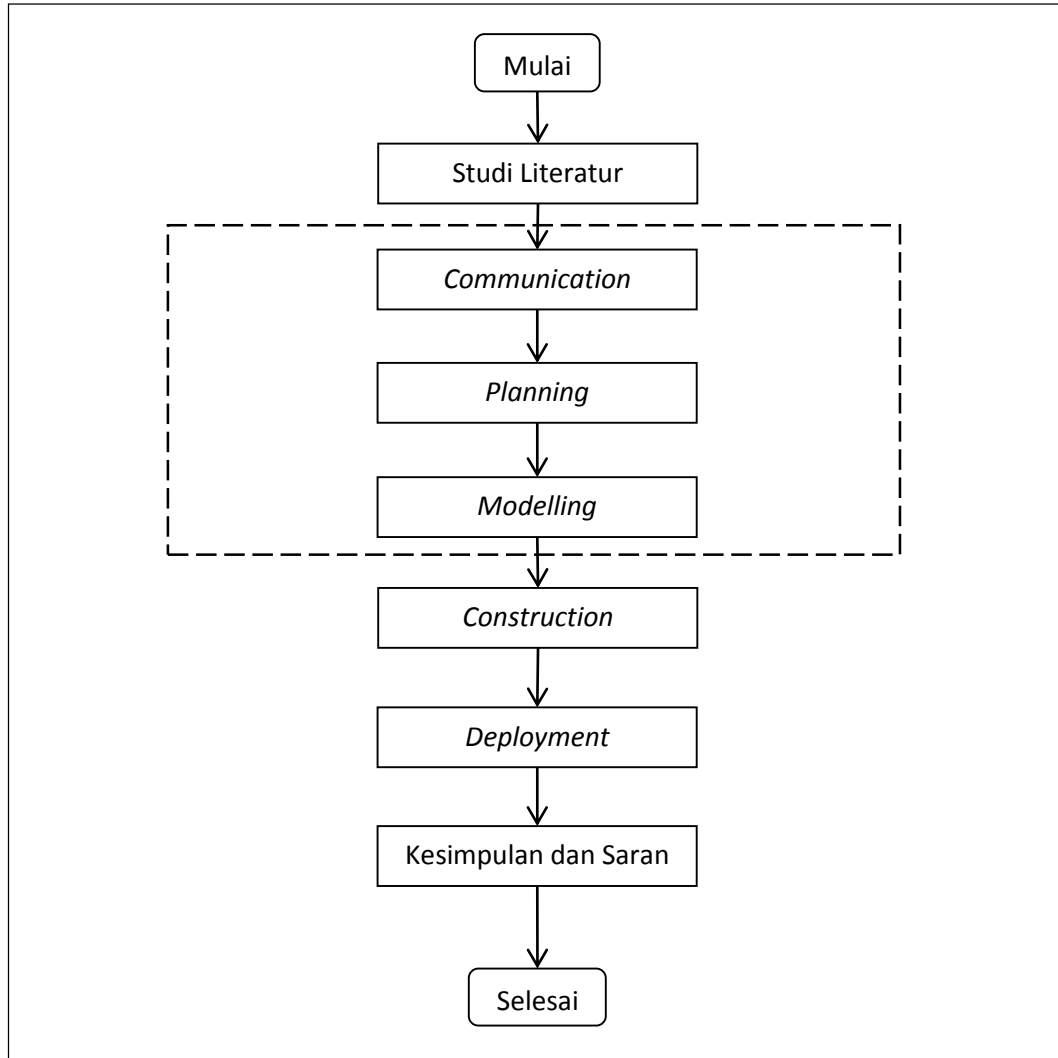 Mulai
Studi Literatur
Communication
Planning
Modelling
Construction
Deployment
Kesimpulan dan Saran
Selesai